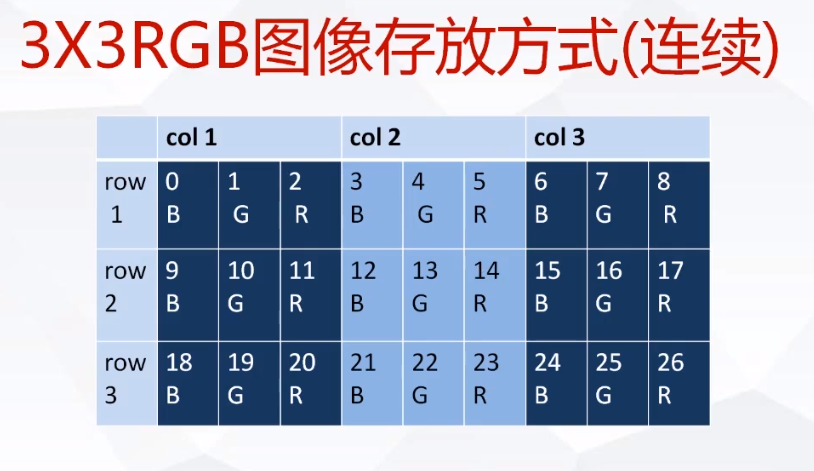 3X3RGB图像存放方式(连续)
col 1 col 2 col 3
row 0 1 2 3 4 5 6 7 8
1 B G R B G R B G R
row 9 10 11 12 13 14 15 16 17
2 B G R B G R B G R
row 18 19 20 21 22 23 24 25 26
3 B G R B G R B G R